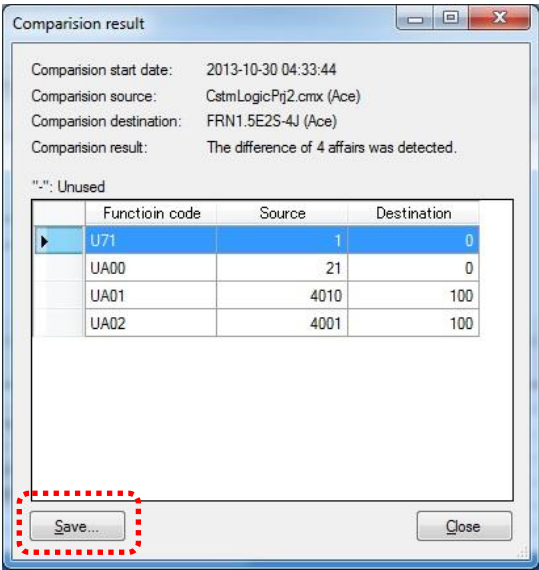 Comparision result
Comparision start date: 2013-10-30 04:33:44
Comparision source: CstmLogicPrj2.cmx (Ace)
Comparision destination: FRN1.5E2S-4J (Ace)
Comparision result: The difference of 4 affairs was detected.
"-": Unused
Functioin code Source Destination
U71 1 0
UA00 21 0
UA01 4010 100
UA02 4001 100
Save... Close